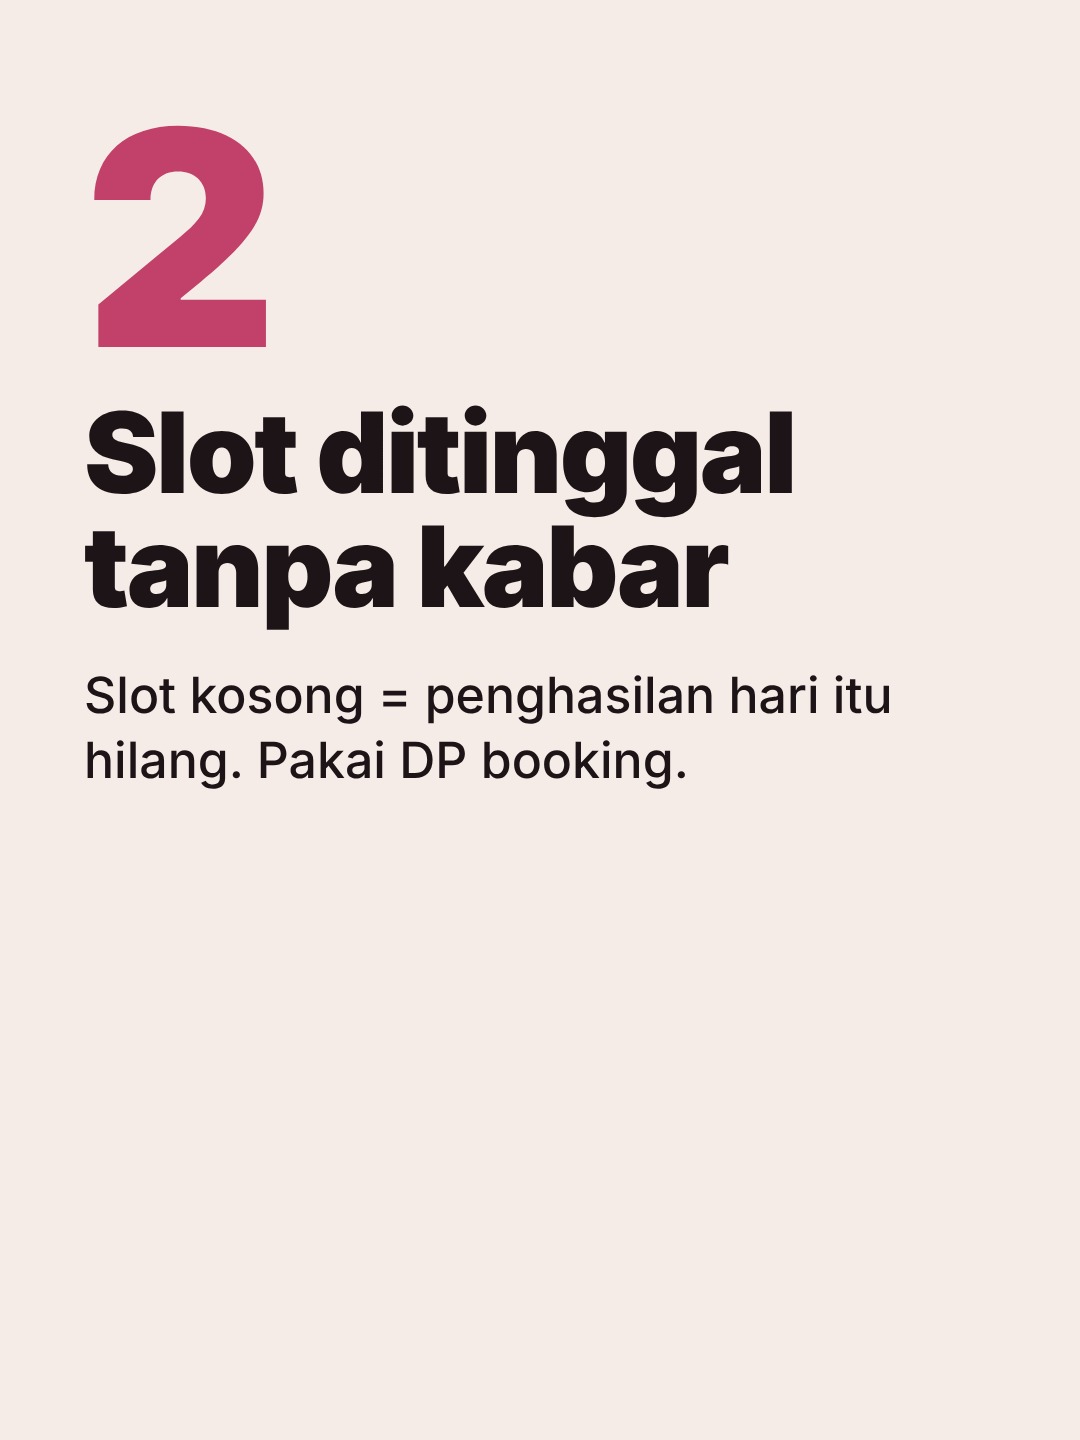 2
Slot ditinggal
tanpa kabar
Slot kosong = penghasilan hari itu
hilang. Pakai DP booking.